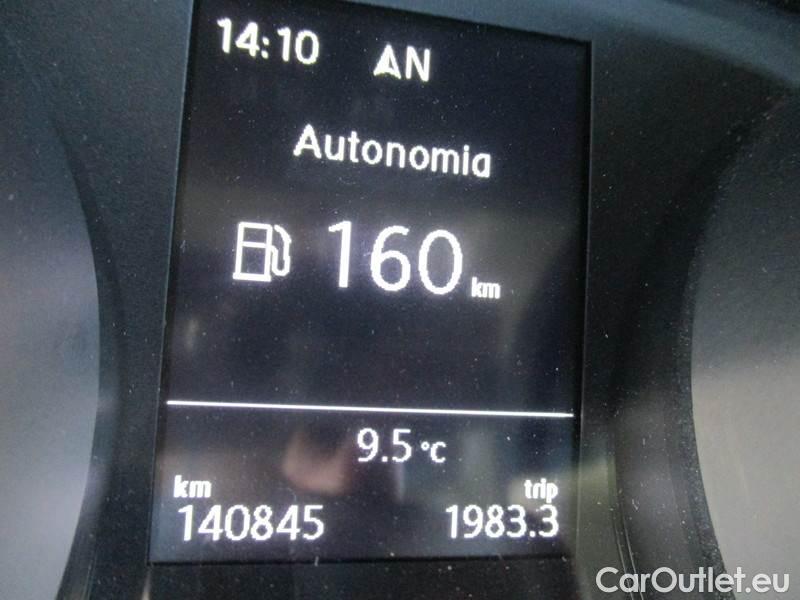 14:10 AN
Autonomia
160 km
9.5 °C
km trip
140845 1983.3
CarOutlet.eu